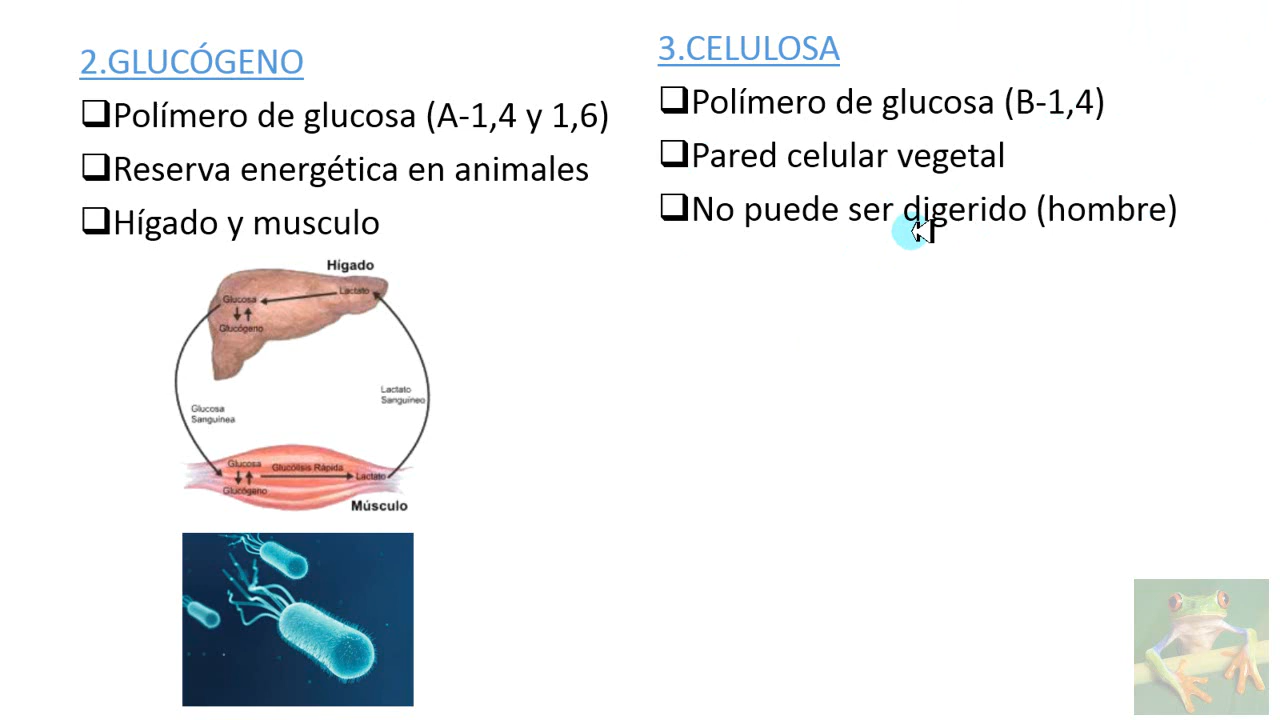 2.GLUCÓGENO
Polímero de glucosa (A-1,4 y 1,6)
Reserva energética en animales
Hígado y musculo
Hígado
Lactato
Glucosa
Glucógeno
Lactato
Sanguineo
Glucosa
Sanguinea
Glucosa
Glucólisis Rápida
Lactato
Glucógeno
Músculo
3.CELULOSA
Polímero de glucosa (B-1,4)
Pared celular vegetal
No puede ser digerido (hombre)